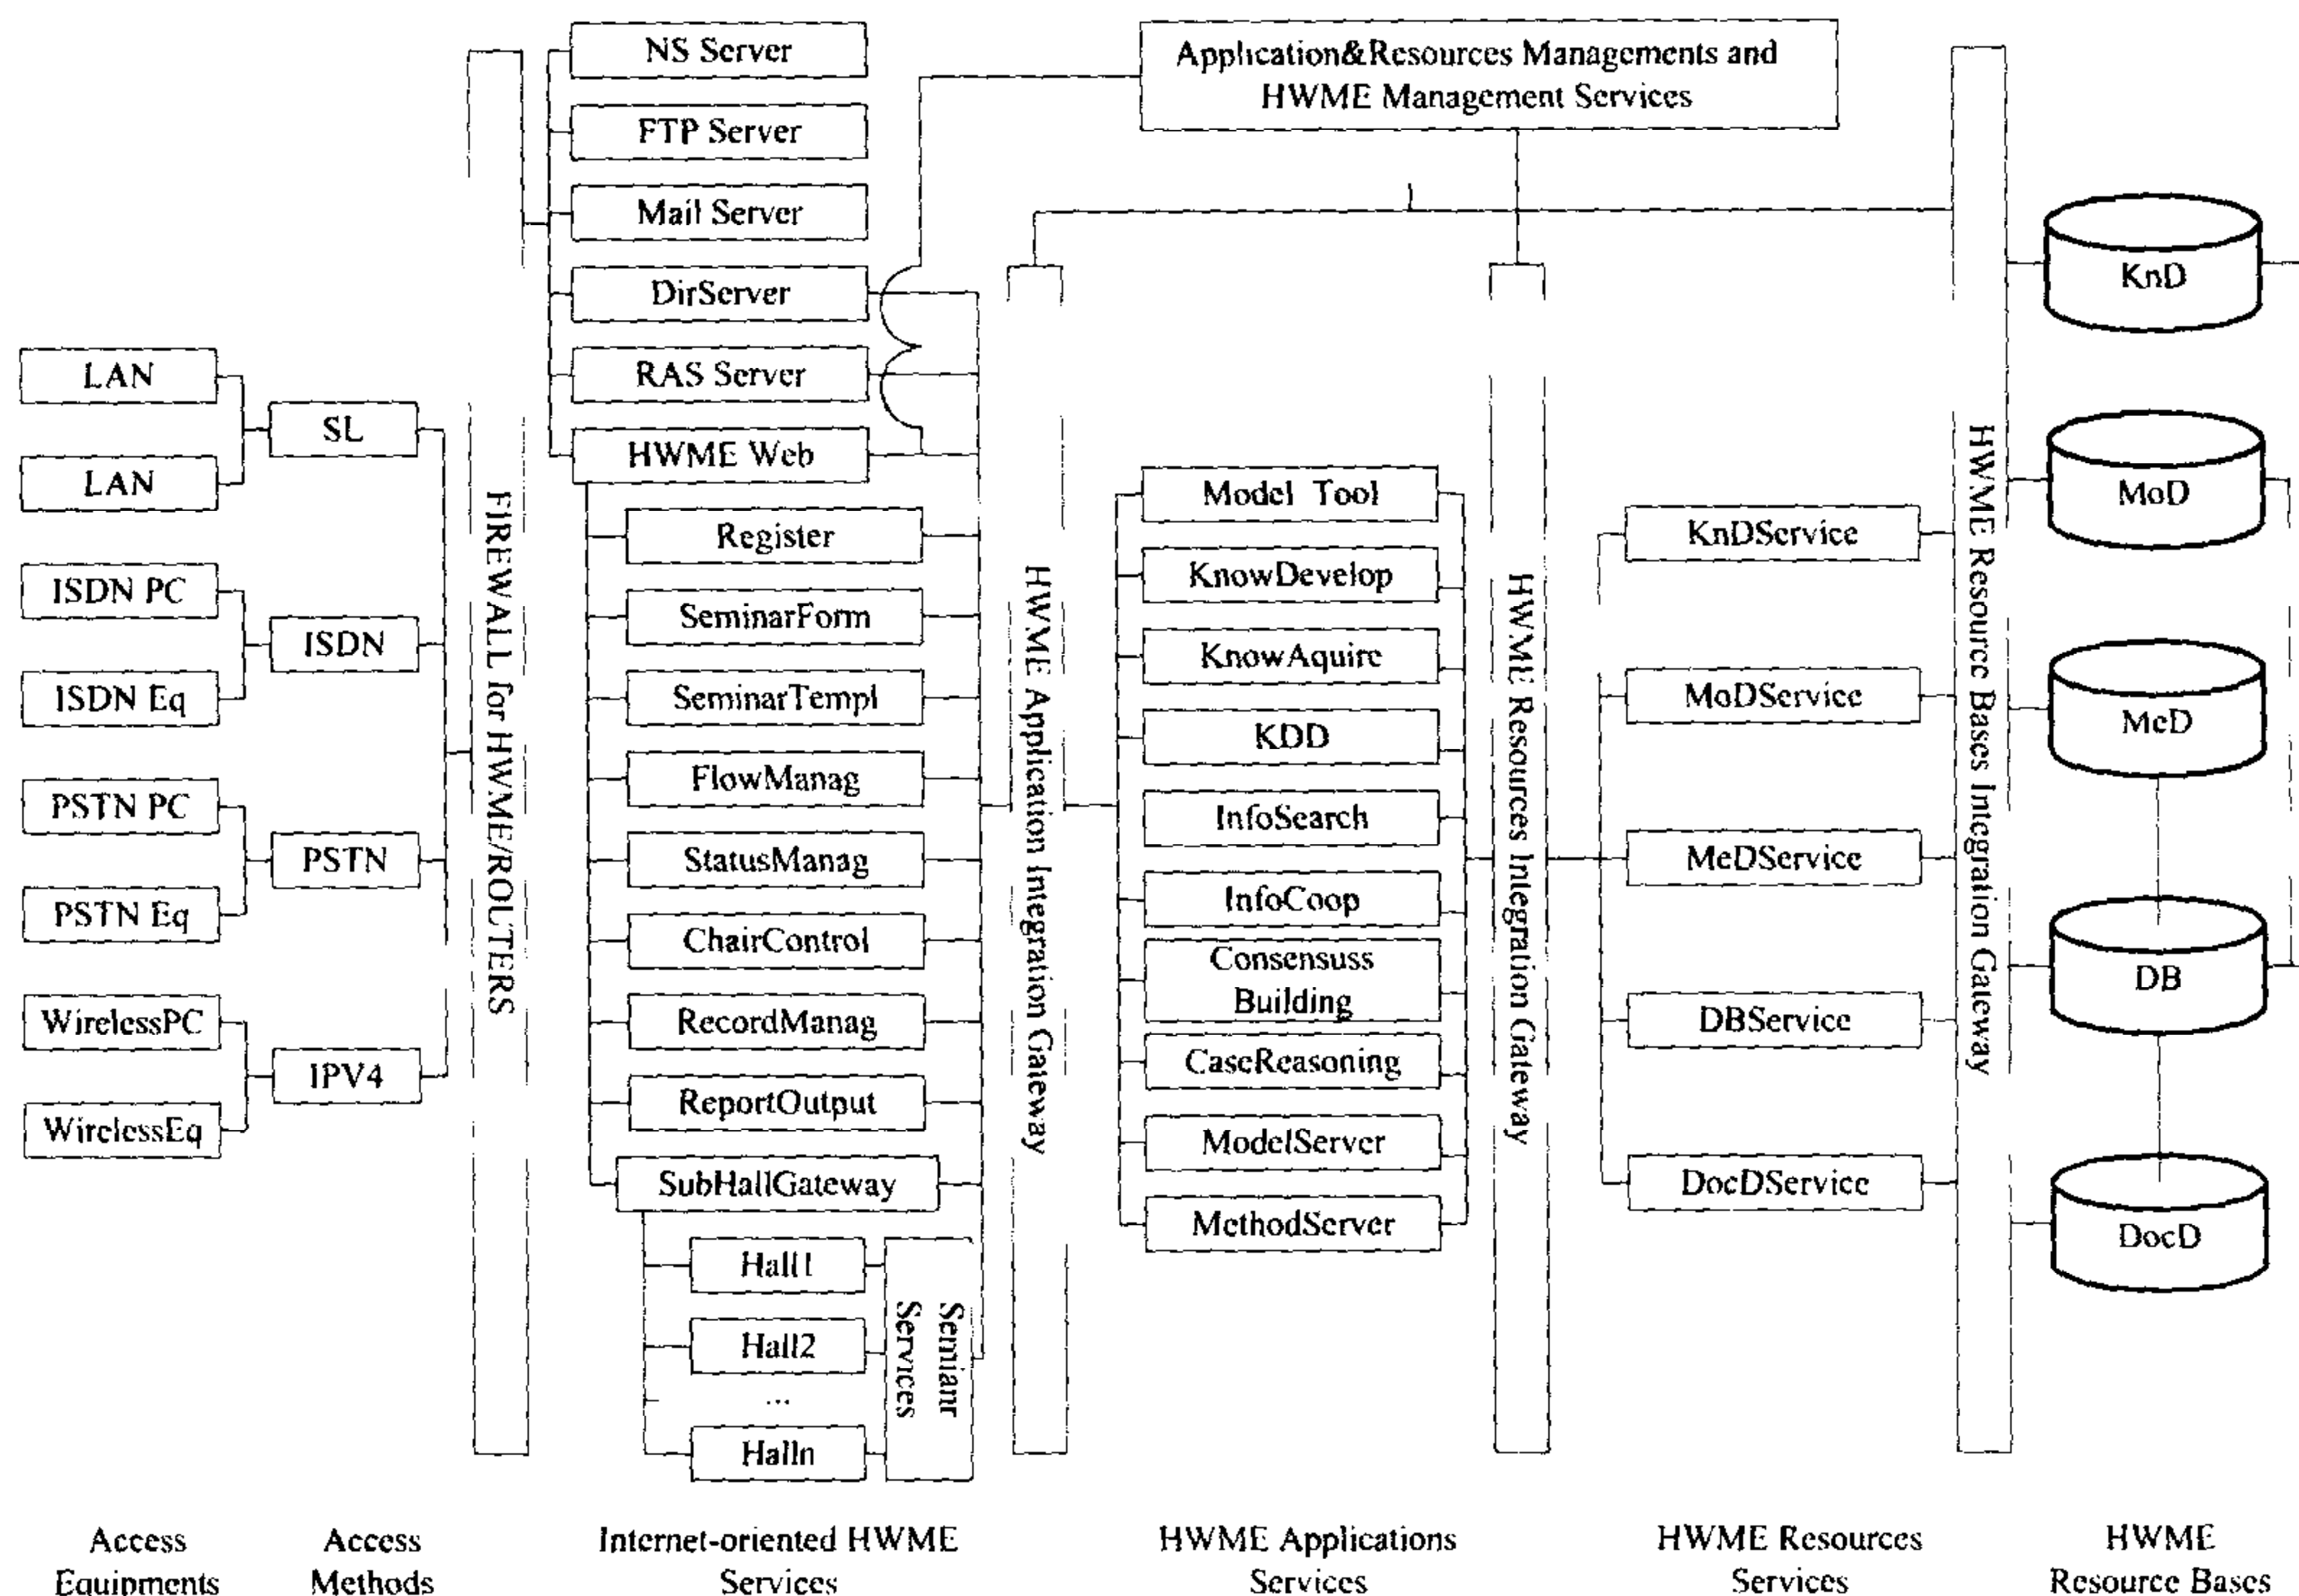 NS Server
FTP Server
Mail Server
DirServer
RAS Server
HWME Web
Application&Resources Managements and
HWME Management Services
LAN
LAN
ISDN PC
ISDN Eq
PSTN PC
PSTN Eq
WirelessPC
WirelessEq
SL
ISDN
PSTN
IPV4
FIREWALL for HWME/ROUTERS
Register
SeminarForm
SeminarTempl
FlowManag
StatusManag
ChairControl
RecordManag
ReportOutput
SubHallGateway
Hall1
Hall2
...
Halln
Semianr
Services
HWME Application Integration Gateway
Model Tool
KnowDevelop
KnowAquire
KDD
InfoSearch
InfoCoop
Consensuss
Building
CaseReasoning
ModelServer
MethodServer
HWME Resources Integration Gateway
KnDService
MoDService
MeDService
DBService
DocDService
HWME Resource Bases Integration Gateway
KnD
MoD
MeD
DB
DocD
Access
Equipments
Access
Methods
Internet-oriented HWME
Services
HWME Applications
Services
HWME Resources
Services
HWME
Resource Bases